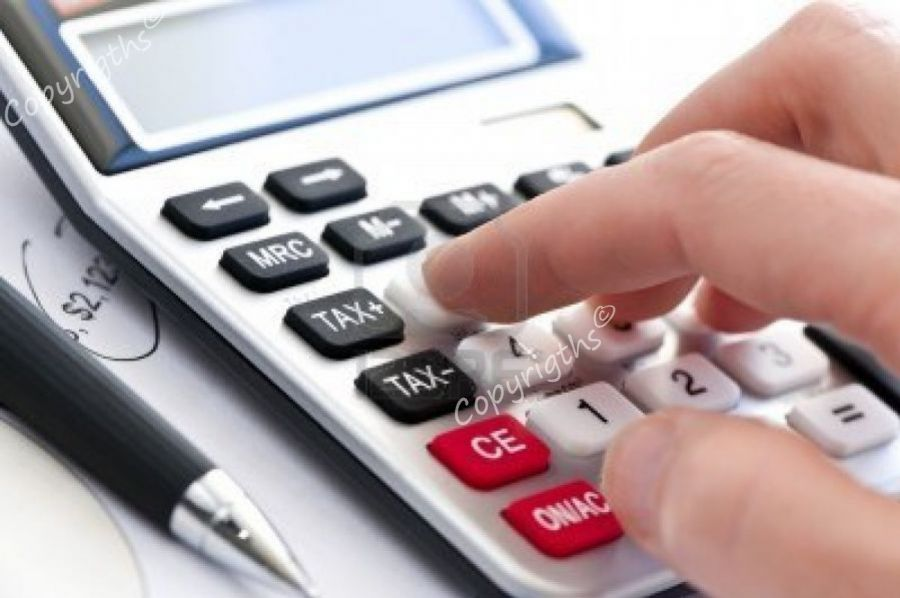 Copyrigths©
← →
MRC M- M+
TAX+
TAX- 4
CE 1 2 3
ON/AC =
Copyrigths©